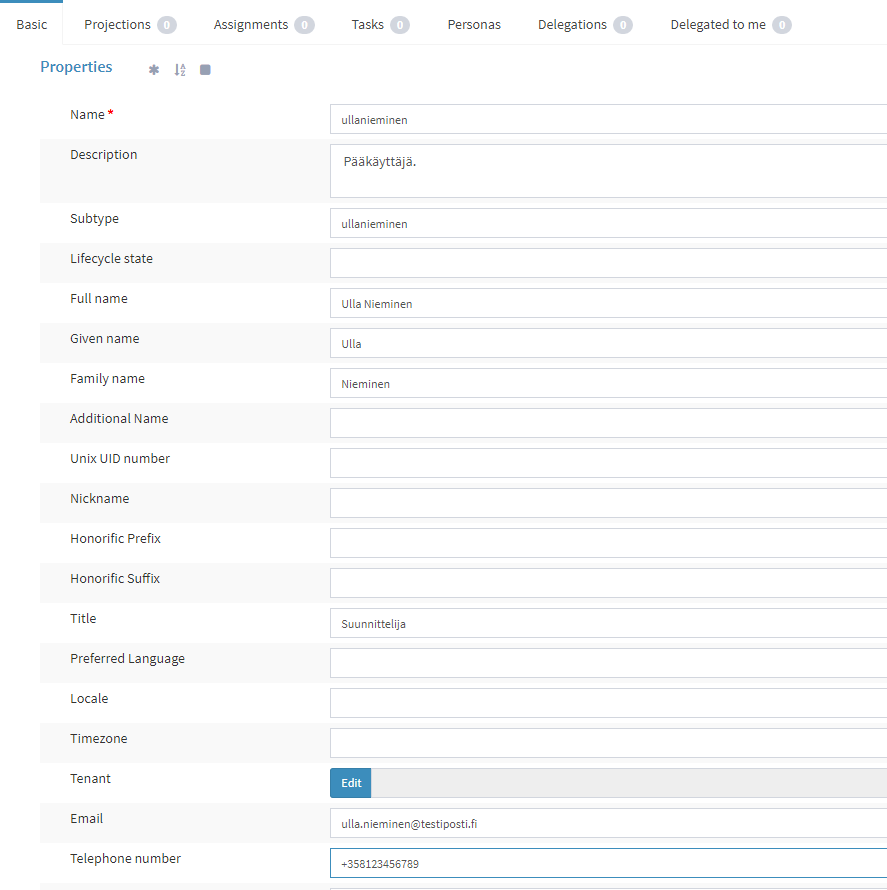 Basic Projections 0 Assignments 0 Tasks 0 Personas Delegations 0 Delegated to me 0
Properties
Name * ullanieminen
Description Pääkäyttäjä.
Subtype ullanieminen
Lifecycle state
Full name Ulla Nieminen
Given name Ulla
Family name Nieminen
Additional Name
Unix UID number
Nickname
Honorific Prefix
Honorific Suffix
Title Suunnittelija
Preferred Language
Locale
Timezone
Tenant Edit
Email ulla.nieminen@testiposti.fi
Telephone number +358123456789